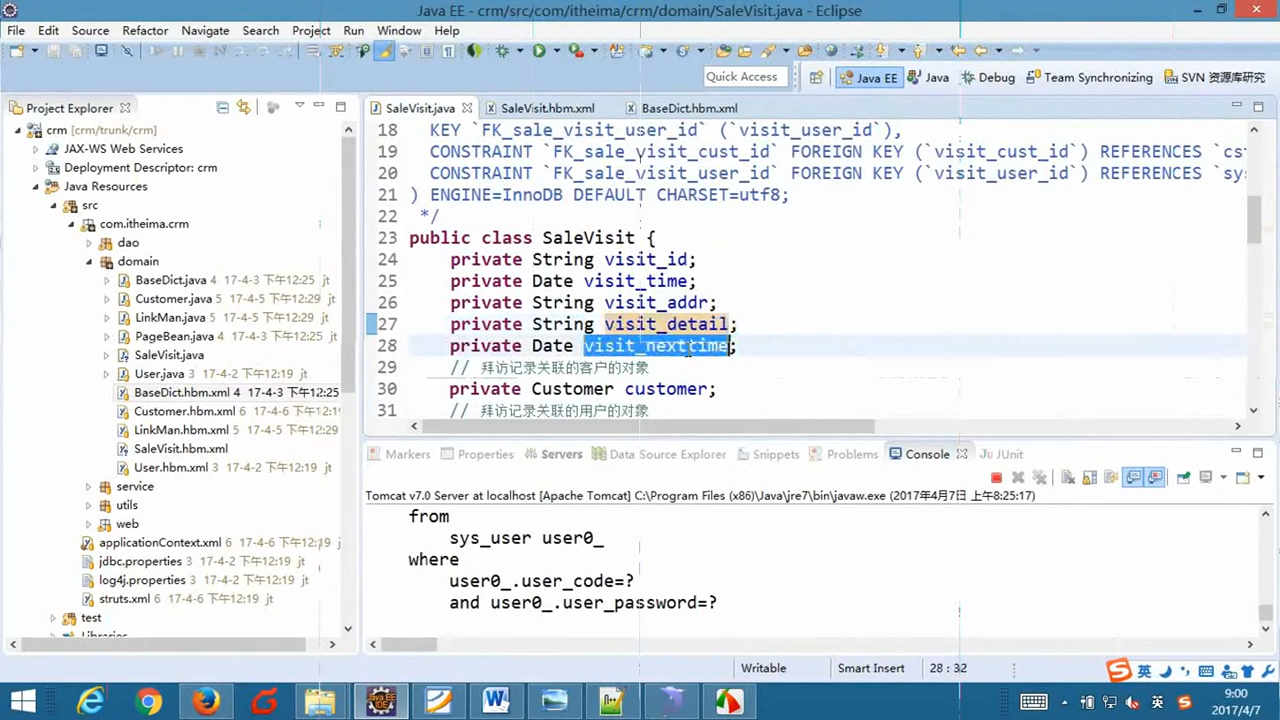 Java EE - crm/src/com/itheima/crm/domain/SaleVisit.java - Eclipse
File Edit Source Refactor Navigate Search Project Run Window Help
Quick Access
Java EE Java Debug Team Synchronizing SVN 资源库研究
Project Explorer
crm [crm/trunk/crm]
JAX-WS Web Services
Deployment Descriptor: crm
Java Resources
src
com.itheima.crm
dao
domain
BaseDict.java 4 17-4-3 下午12:25 jt
Customer.java 5 17-4-5 下午12:29 jt
LinkMan.java 5 17-4-5 下午12:29 jt
PageBean.java 4 17-4-3 下午12:25 jt
SaleVisit.java
User.java 3 17-4-2 下午12:19 jt
BaseDict.hbm.xml 4 17-4-3 下午12:25
Customer.hbm.xml 6 17-4-6 下午12:19
LinkMan.hbm.xml 5 17-4-5 下午12:29
SaleVisit.hbm.xml
User.hbm.xml 3 17-4-2 下午12:19 jt
service
utils
web
applicationContext.xml 6 17-4-6 下午12:19 j
jdbc.properties 3 17-4-2 下午12:19 jt
log4j.properties 3 17-4-2 下午12:19 jt
struts.xml 6 17-4-6 下午12:19 jt
test
Libraries
SaleVisit.java SaleVisit.hbm.xml BaseDict.hbm.xml
18 KEY `FK_sale_visit_user_id` (`visit_user_id`),
19 CONSTRAINT `FK_sale_visit_cust_id` FOREIGN KEY (`visit_cust_id`) REFERENCES `cst
20 CONSTRAINT `FK_sale_visit_user_id` FOREIGN KEY (`visit_user_id`) REFERENCES `sys
21 ) ENGINE=InnoDB DEFAULT CHARSET=utf8;
22 */
23 public class SaleVisit {
24 private String visit_id;
25 private Date visit_time;
26 private String visit_addr;
27 private String visit_detail;
28 private Date visit_nexttime;
29 // 拜访记录关联的客户的对象
30 private Customer customer;
31 // 拜访记录关联的用户的对象
Markers Properties Servers Data Source Explorer Snippets Problems Console Ju JUnit
Tomcat v7.0 Server at localhost [Apache Tomcat] C:\Program Files (x86)\Java\jre7\bin\javaw.exe (2017年4月7日 上午8:25:17)
from
sys_user user0_
where
user0_.user_code=?
and user0_.user_password=?
Writable Smart Insert 28 : 32
英
英
9:00
2017/4/7